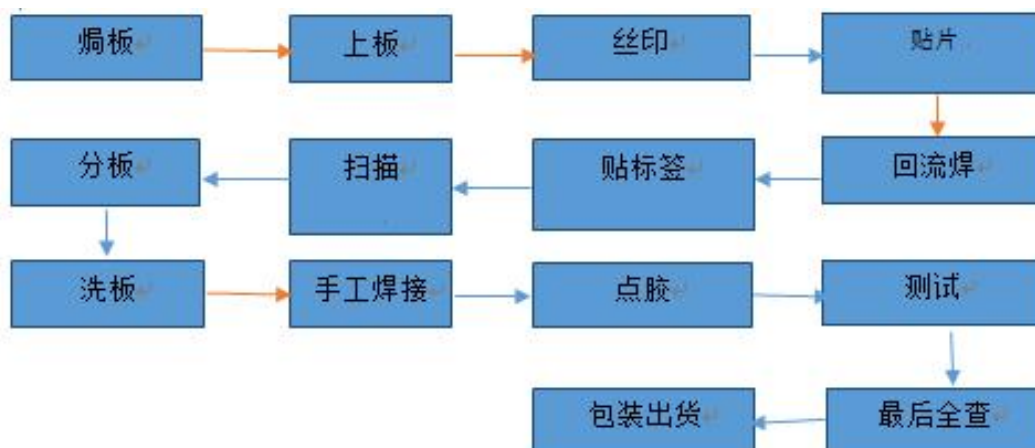 焗板
上板
丝印
贴片
回流焊
贴标签
扫描
分板
洗板
手工焊接
点胶
测试
最后全查
包装出货